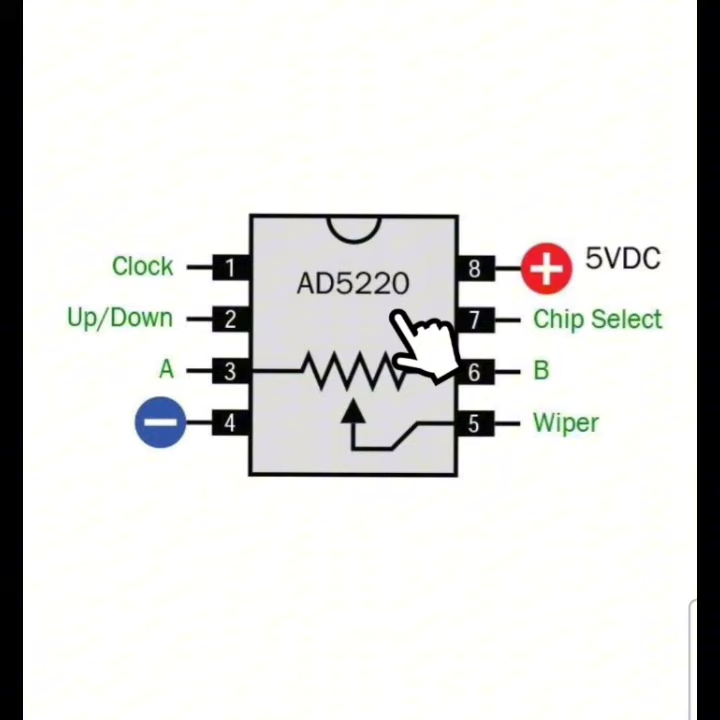 Clock 1
Up/Down 2
A 3
4
AD5220
8 5VDC
7 Chip Select
6 B
5 Wiper